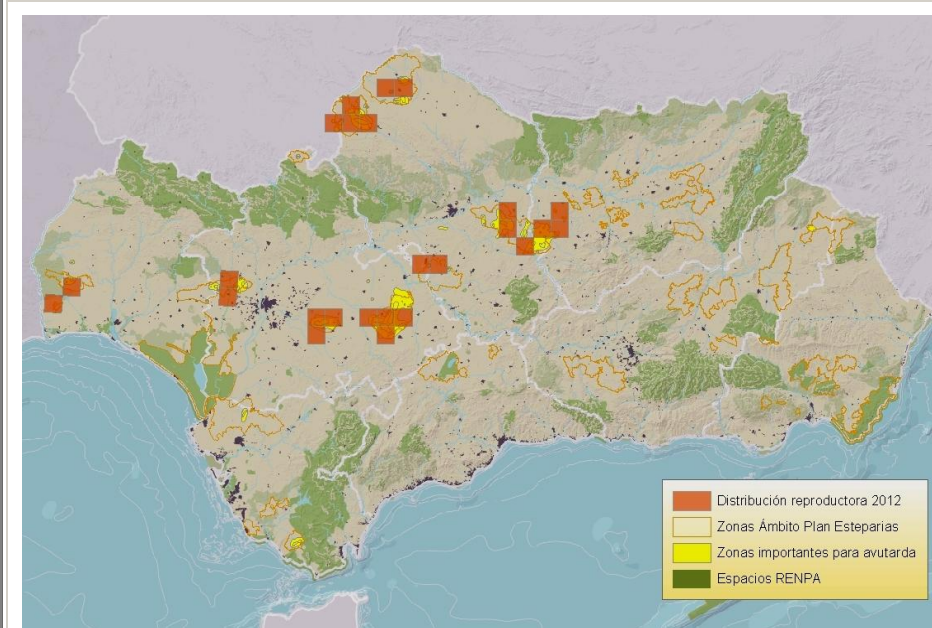 Distribución reproductora 2012
Zonas Ámbito Plan Esteparias
Zonas importantes para avutarda
Espacios RENPA